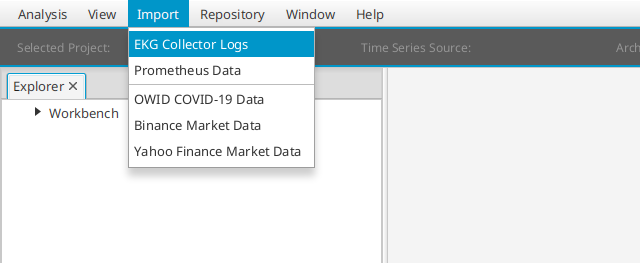 Analysis View Import Repository Window Help
Selected Project: Time Series Source: Arch
EKG Collector Logs
Prometheus Data
OWID COVID-19 Data
Binance Market Data
Yahoo Finance Market Data
Explorer
Workbench